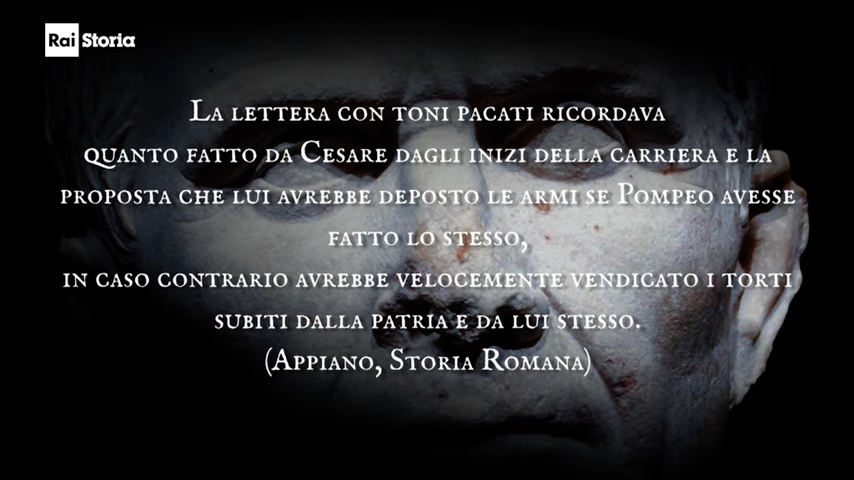 Rai Storia
La lettera con toni pacati ricordava
quanto fatto da Cesare dagli inizi della carriera e la
proposta che lui avrebbe deposto le armi se Pompeo avesse
fatto lo stesso,
in caso contrario avrebbe velocemente vendicato i torti
subiti dalla patria e da lui stesso.
(Appiano, Storia Romana)